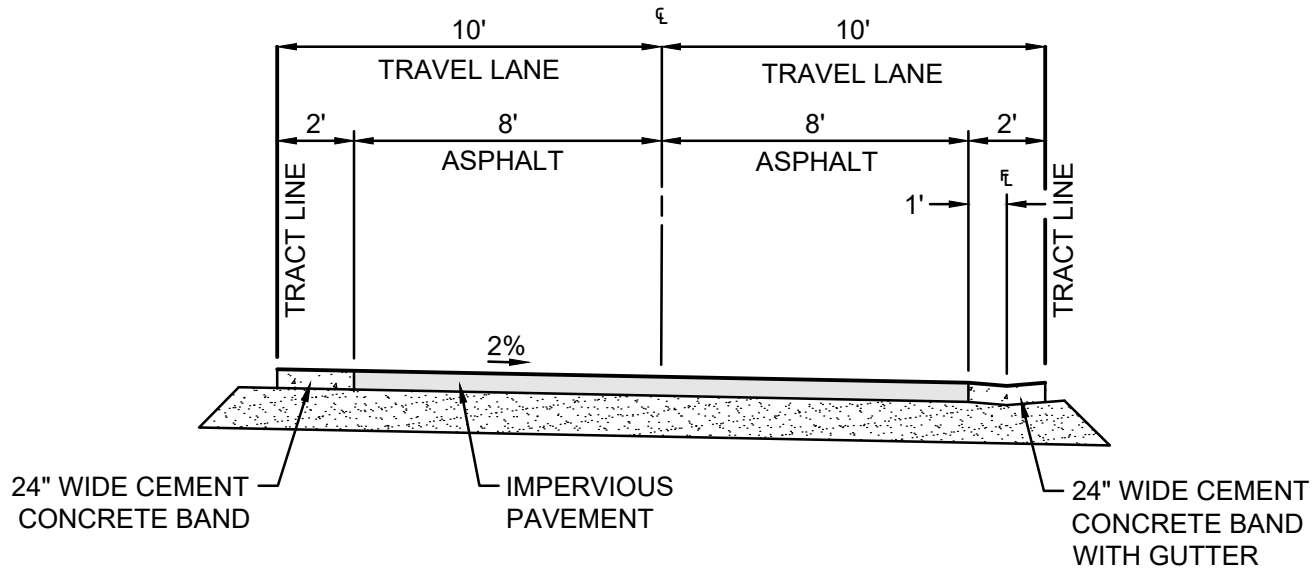 ℄
10'
10'
TRAVEL LANE
TRAVEL LANE
2'
8'
8'
2'
ASPHALT
ASPHALT
FL
1'
TRACT LINE
TRACT LINE
2%
24" WIDE CEMENT
CONCRETE BAND
IMPERVIOUS
PAVEMENT
24" WIDE CEMENT
CONCRETE BAND
WITH GUTTER